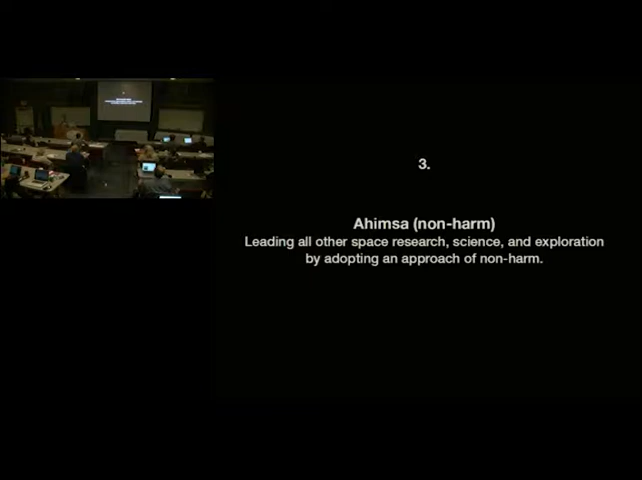 3.
Ahimsa (non-harm)
Leading all other space research, science, and exploration
by adopting an approach of non-harm.